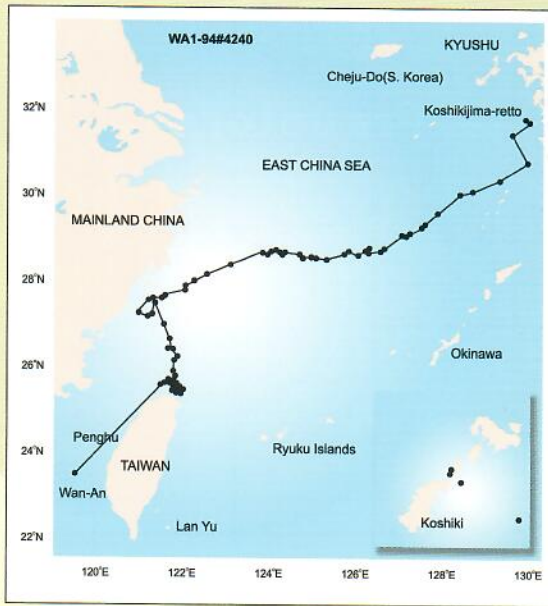 WA1-94#4240
KYUSHU
Cheju-Do(S. Korea)
32°N
Koshikijima-retto
EAST CHINA SEA
30°N
MAINLAND CHINA
28°N
Okinawa
26°N
Penghu
24°N
Ryuku Islands
TAIWAN
Wan-An
Koshiki
Lan Yu
22°N
120°E 122°E 124°E 126°E 128°E 130°E